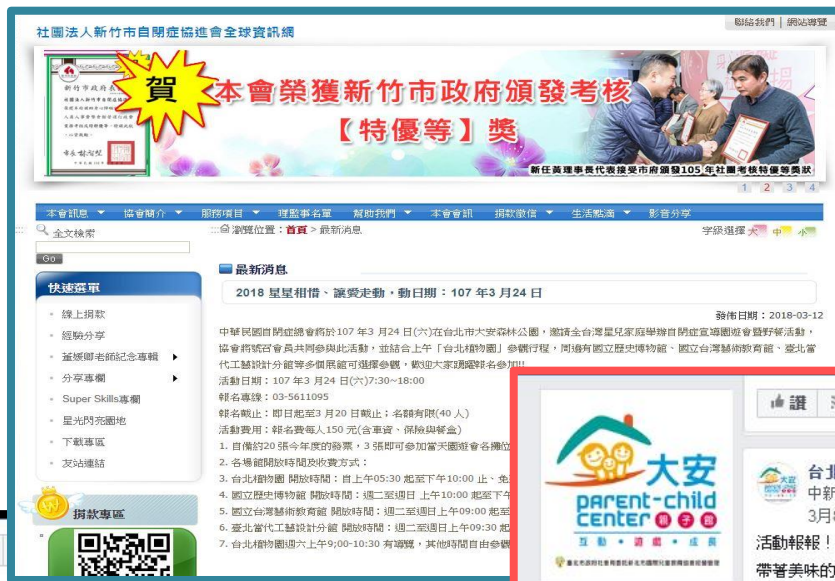 社團法人新竹市自閉症協進會全球資訊網
聯絡我們 | 網站導覽
賀
本會榮獲新竹市政府頒發考核
【特優等】獎
新任黃理事長代表接受市府頒發105 年社團考核特優等獎狀
1 2 3 4
本會訊息 協會簡介 服務項目 理監事名單 幫助我們 本會會訊 捐款徵信 生活點滴 影音分享
全文檢索
:::瀏覽位置：首頁 > 最新消息
字級選擇 大 中 小
Go
快速選單
線上捐款
經驗分享
分享專欄
Super Skills專欄
星光閃亮園地
下載專區
友站連結
捐款專區
最新消息
2018 星星相惜、讓愛走動，動日期：107 年3 月24 日
發佈日期：2018-03-12
中華民國自閉症總會將於107 年3 月24 日(六)在台北市大安森林公園，邀請全台灣星兒家庭舉辦自閉症宣導園遊會暨野餐活動，
協會將號召會員共同參與此活動，並結合上午「台北植物園」參觀行程，周邊有國立歷史博物館、國立台灣藝術教育館、臺北當
代工藝設計分館等多個展館可選擇參觀，歡迎大家踴躍報名參加!!
活動日期：107 年3 月24 日(六)7:30~18:00
報名專線：03-5611095
報名截止：即日起至3 月20 日截止；名額有限(40 人)
活動費用：報名費每人150 元(含車資、保險與餐盒)
1. 自備約20 張今年度的發票，3 張即可參加當天園遊會各攤位
2. 各場館開放時間及收費方式：
3. 台北植物園 開放時間：自上午05:30 起至下午10:00 止、免
4. 國立歷史博物館 開放時間：週二至週日 上午10:00 起至下午
5. 國立台灣藝術教育館 開放時間：週二至週日上午09:00 起至
6. 臺北當代工藝設計分館 開放時間：週二至週日上午09:30 起
7. 台北植物園週六上午9;00-10:30 有導覽，其他時間自由參觀
大安
parent-child
center 親子館
互動・遊戲・成長
讚
台北
中新
3月8
活動報報！
帶著美味的